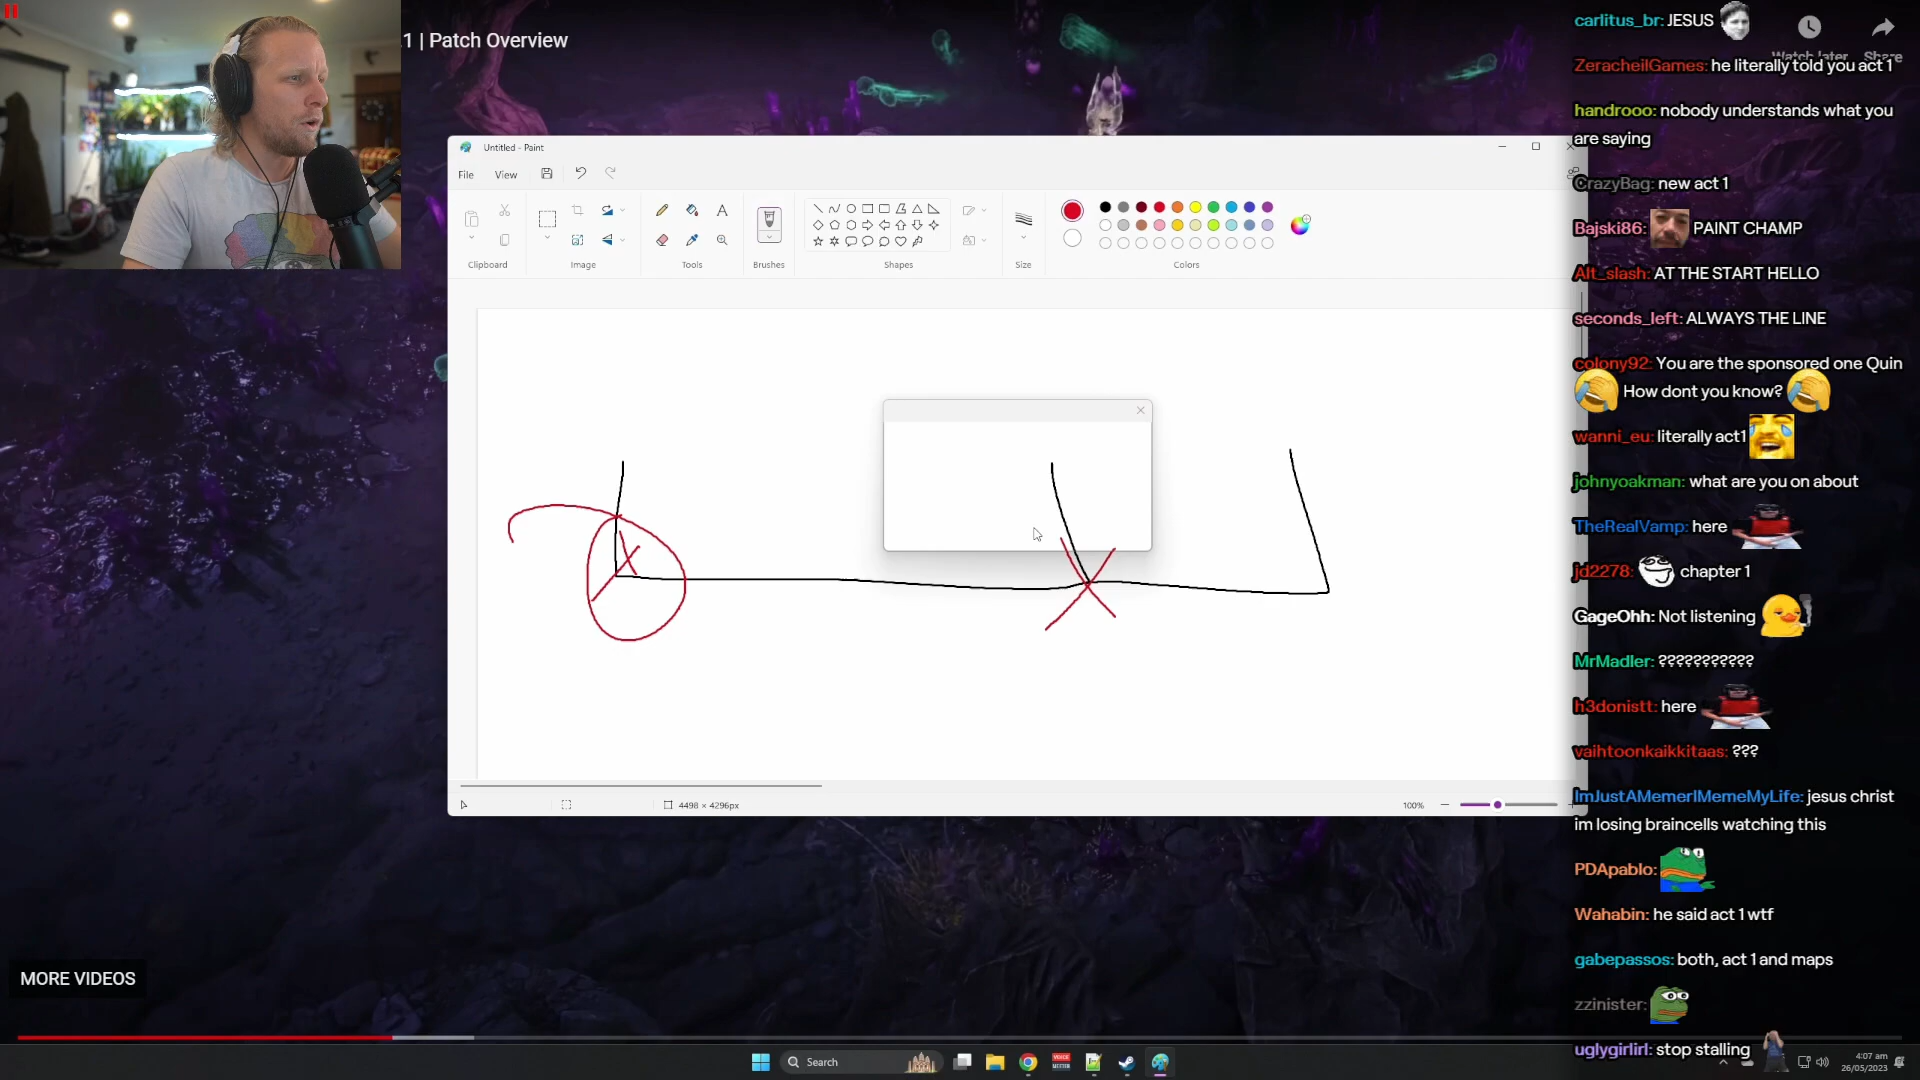 .1 | Patch Overview
Watch later
Share
Untitled - Paint
File
View
Clipboard
Image
Tools
Brushes
Shapes
Size
Colors
4498 × 4296px
100%
MORE VIDEOS
carlitus_br: JESUS
ZeracheilGames: he literally told you act 1
handrooo: nobody understands what you
are saying
CrazyBag: new act 1
Bajski86: PAINT CHAMP
Alt_slash: AT THE START HELLO
seconds_left: ALWAYS THE LINE
colony92: You are the sponsored one Quin
How dont you know?
wanni_eu: literally act1
johnyoakman: what are you on about
TheRealVamp: here
jd2278: chapter 1
GageOhh: Not listening
MrMadler: ???????????
h3donistt: here
vaihtoonkaikkitaas: ???
ImJustAMemerIMemeMyLife: jesus christ
im losing braincells watching this
PDApablo:
Wahabin: he said act 1 wtf
gabepassos: both, act 1 and maps
zzinister:
uglygirlirl: stop stalling
Search
4:07 am
26/05/2023